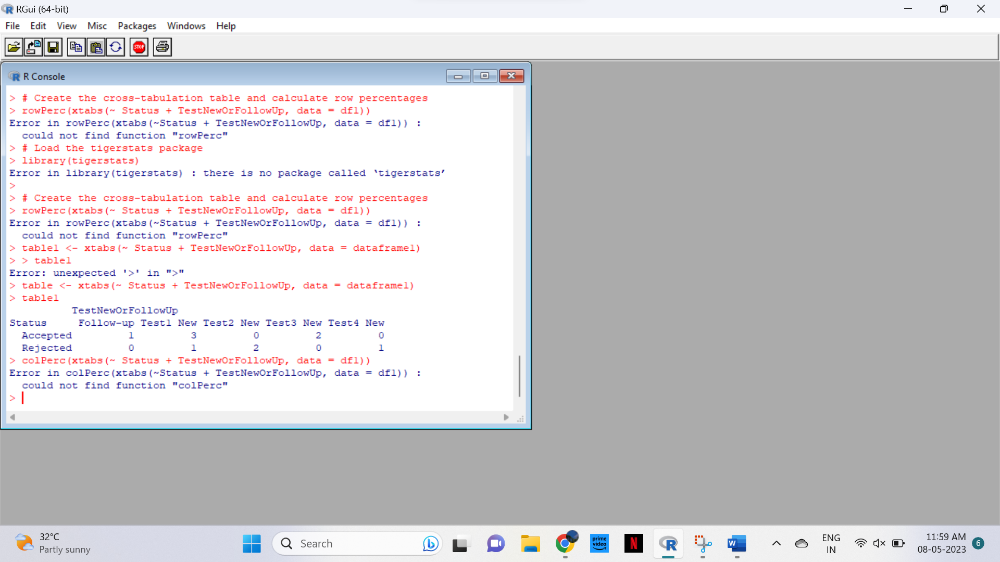 RGui (64-bit)
File Edit View Misc Packages Windows Help
STOP
R Console
> # Create the cross-tabulation table and calculate row percentages
> rowPerc(xtabs(~ Status + TestNewOrFollowUp, data = df1))
Error in rowPerc(xtabs(~Status + TestNewOrFollowUp, data = df1)) :
  could not find function "rowPerc"
> # Load the tigerstats package
> library(tigerstats)
Error in library(tigerstats) : there is no package called ‘tigerstats’
>
> # Create the cross-tabulation table and calculate row percentages
> rowPerc(xtabs(~ Status + TestNewOrFollowUp, data = df1))
Error in rowPerc(xtabs(~Status + TestNewOrFollowUp, data = df1)) :
  could not find function "rowPerc"
> table1 <- xtabs(~ Status + TestNewOrFollowUp, data = dataframe1)
> > table1
Error: unexpected '>' in ">"
> table <- xtabs(~ Status + TestNewOrFollowUp, data = dataframe1)
> table1
          TestNewOrFollowUp
Status     Follow-up Test1 New Test2 New Test3 New Test4 New
  Accepted         1         3         0         2         0
  Rejected         0         1         2         0         1
> colPerc(xtabs(~ Status + TestNewOrFollowUp, data = df1))
Error in colPerc(xtabs(~Status + TestNewOrFollowUp, data = df1)) :
  could not find function "colPerc"
>
32°C
Partly sunny
Search
prime video
N
R
W
ENG
IN
11:59 AM
08-05-2023
6